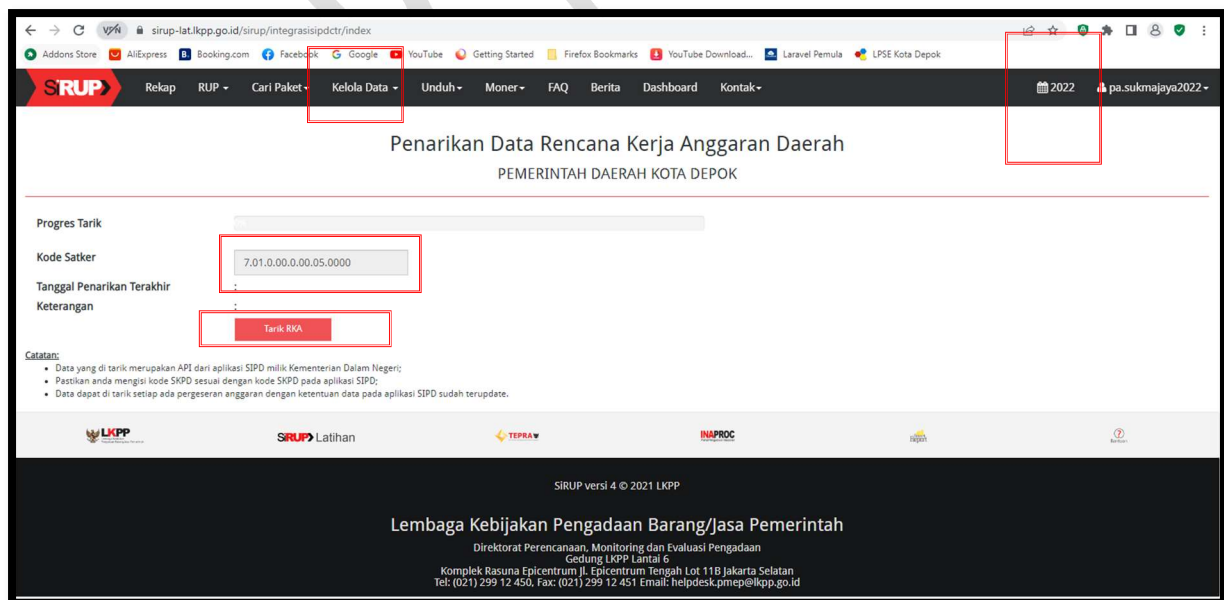 VPN sirup-lat.lkpp.go.id/sirup/integrasisipdctr/index
Addons Store AliExpress B. Booking.com Facebook G Google YouTube Getting Started Firefox Bookmarks YouTube Download... Laravel Pemula LPSE Kota Depok
SiRUP Rekap RUP Cari Paket Kelola Data Unduh Moner FAQ Berita Dashboard Kontak 2022 pa.sukmajaya2022
Penarikan Data Rencana Kerja Anggaran Daerah
PEMERINTAH DAERAH KOTA DEPOK
Progres Tarik
Kode Satker 7.01.0.00.0.00.05.0000
Tanggal Penarikan Terakhir :
Keterangan :
Tarik RKA
Catatan:
• Data yang di tarik merupakan API dari aplikasi SIPD milik Kementerian Dalam Negeri;
• Pastikan anda mengisi kode SKPD sesuai dengan kode SKPD pada aplikasi SIPD;
• Data dapat di tarik setiap ada pergeseran anggaran dengan ketentuan data pada aplikasi SIPD sudah terupdate.
LKPP SiRUP Latihan TEPRA INAPROC
SiRUP versi 4 © 2021 LKPP
Lembaga Kebijakan Pengadaan Barang/Jasa Pemerintah
Direktorat Perencanaan, Monitoring dan Evaluasi Pengadaan
Gedung LKPP Lantai 6
Komplek Rasuna Epicentrum Jl. Epicentrum Tengah Lot 11B Jakarta Selatan
Tel: (021) 299 12 450, Fax: (021) 299 12 451 Email: helpdesk.pmep@lkpp.go.id